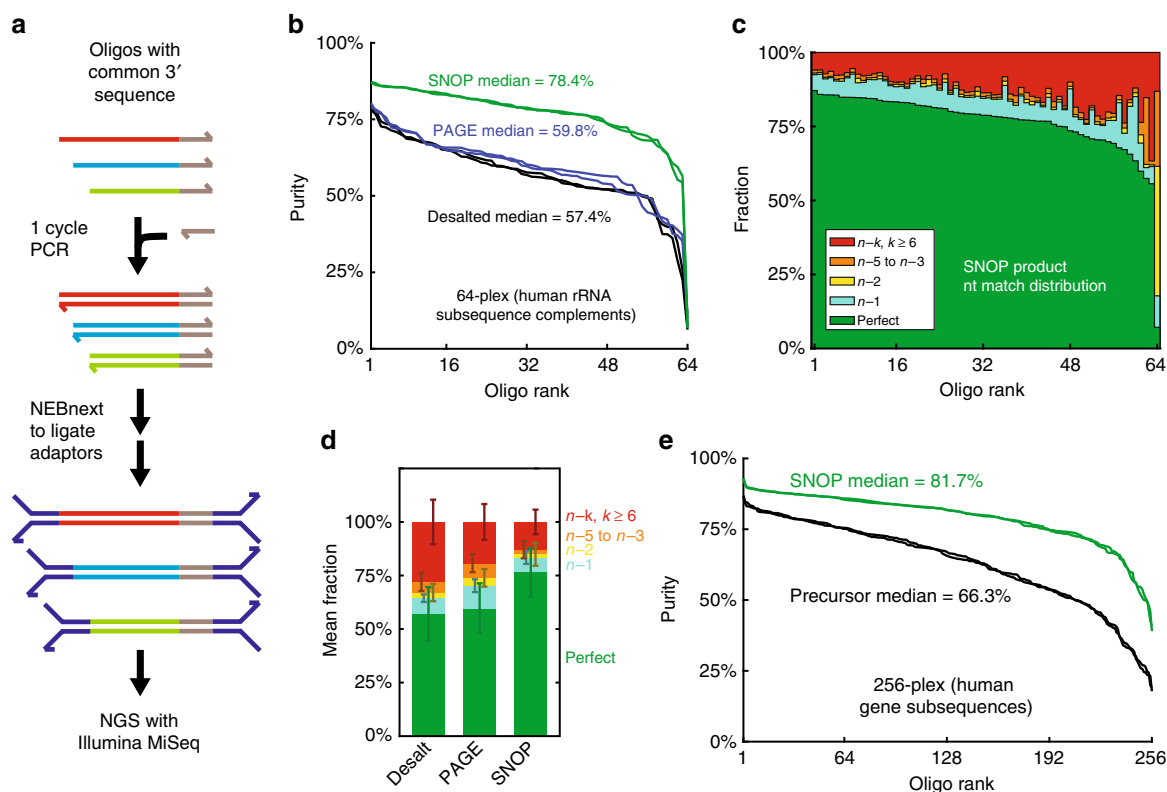 a
Oligos with
common 3′
sequence
1 cycle
PCR
NEBnext
to ligate
adaptors
NGS with
Illumina MiSeq
b
100%
75%
50%
25%
0%
Purity
SNOP median = 78.4%
PAGE median = 59.8%
Desalted median = 57.4%
64-plex (human rRNA
subsequence complements)
1
16
32
48
64
Oligo rank
c
100%
75%
50%
25%
0%
Fraction
n–k, k ≥ 6
n–5 to n–3
n–2
n–1
Perfect
SNOP product
nt match distribution
1
16
32
48
64
Oligo rank
d
100%
75%
50%
25%
0%
Mean fraction
n–k, k ≥ 6
n–5 to n–3
n–2
n–1
Perfect
Desalt
PAGE
SNOP
e
100%
75%
50%
25%
0%
Purity
SNOP median = 81.7%
Precursor median = 66.3%
256-plex (human
gene subsequences)
1
64
128
192
256
Oligo rank